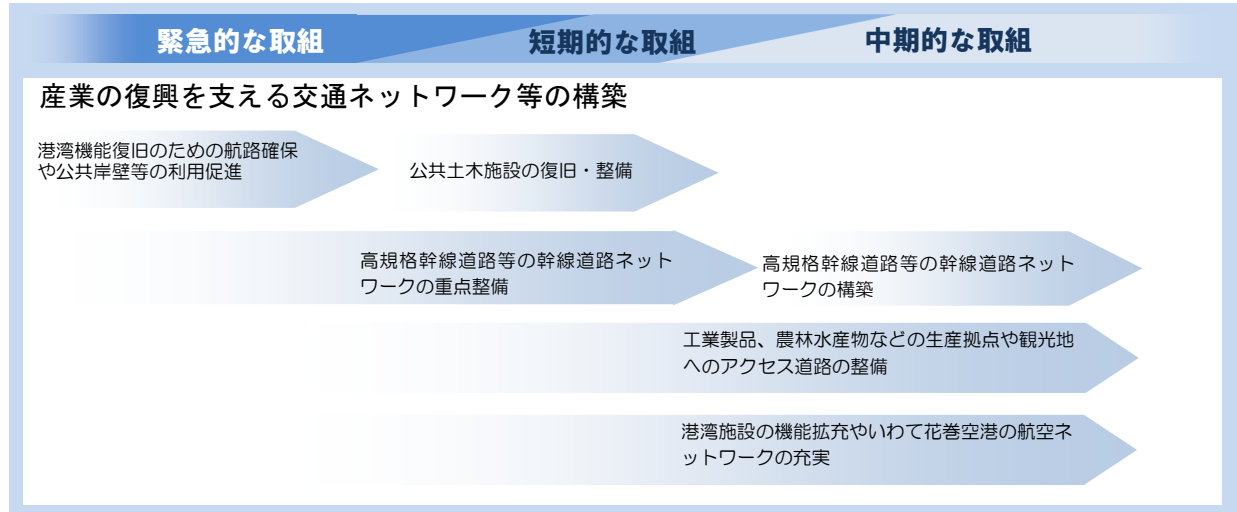 緊急的な取組
短期的な取組
中期的な取組
産業の復興を支える交通ネットワーク等の構築
港湾機能復旧のための航路確保
や公共岸壁等の利用促進
公共土木施設の復旧・整備
高規格幹線道路等の幹線道路ネット
ワークの重点整備
高規格幹線道路等の幹線道路ネット
ワークの構築
工業製品、農林水産物などの生産拠点や観光地
へのアクセス道路の整備
港湾施設の機能拡充やいわて花巻空港の航空ネ
ットワークの充実